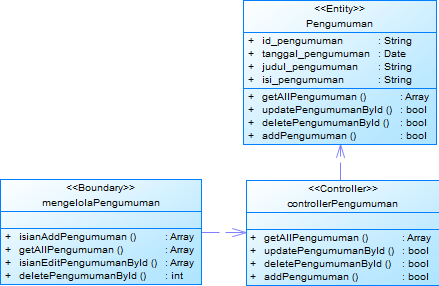 <<Entity>>
Pengumuman
+ id_pengumuman : String
+ tanggal_pengumuman : Date
+ judul_pengumuman : String
+ isi_pengumuman : String
+ getAllPengumuman () : Array
+ updatePengumumanById () : bool
+ deletePengumumanById () : bool
+ addPengumuman () : bool
<<Boundary>>
mengelolaPengumuman
+ isianAddPengumuman () : Array
+ getAllPengumuman () : Array
+ isianEditPengumumanById () : Array
+ deletePengumumanById () : int
<<Controller>>
controllerPengumuman
+ getAllPengumuman () : Array
+ updatePengumumanById () : bool
+ deletePengumumanById () : bool
+ addPengumuman () : bool